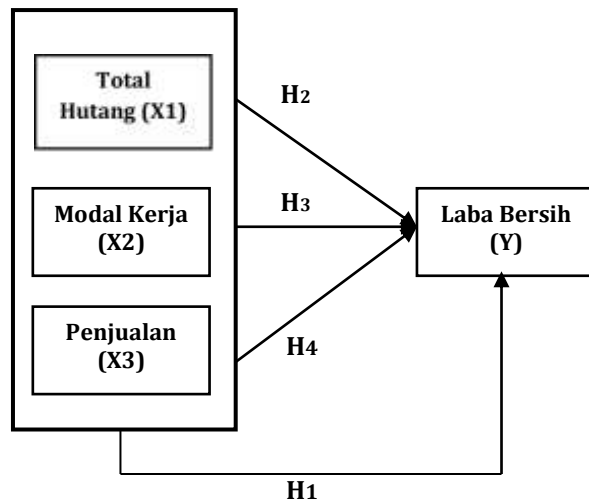 Total
Hutang (X1)
H2
Modal Kerja
(X2)
H3
Laba Bersih
(Y)
Penjualan
(X3)
H4
H1